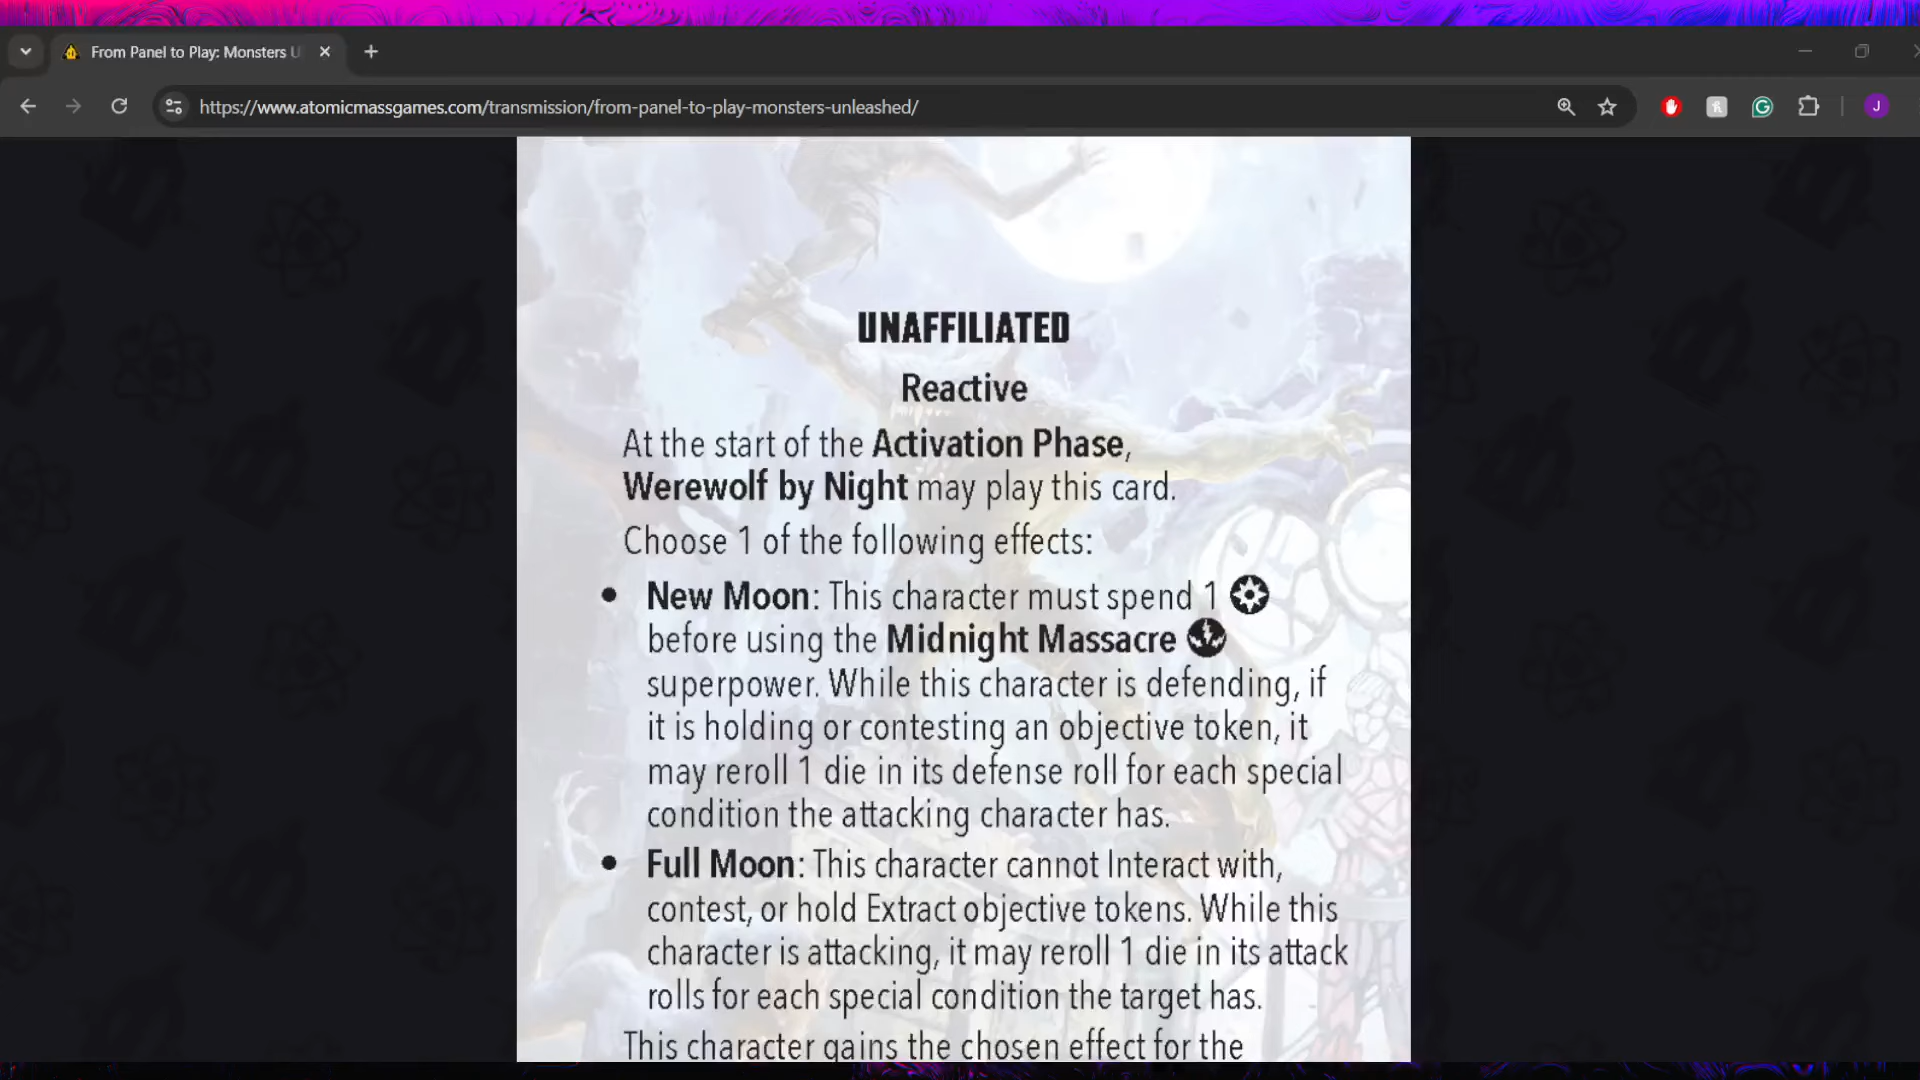 From Panel to Play: Monsters U
https://www.atomicmassgames.com/transmission/from-panel-to-play-monsters-unleashed/
J
UNAFFILIATED
Reactive
At the start of the Activation Phase,
Werewolf by Night may play this card.
Choose 1 of the following effects:
• New Moon: This character must spend 1
before using the Midnight Massacre
superpower. While this character is defending, if
it is holding or contesting an objective token, it
may reroll 1 die in its defense roll for each special
condition the attacking character has.
• Full Moon: This character cannot Interact with,
contest, or hold Extract objective tokens. While this
character is attacking, it may reroll 1 die in its attack
rolls for each special condition the target has.
This character gains the chosen effect for the